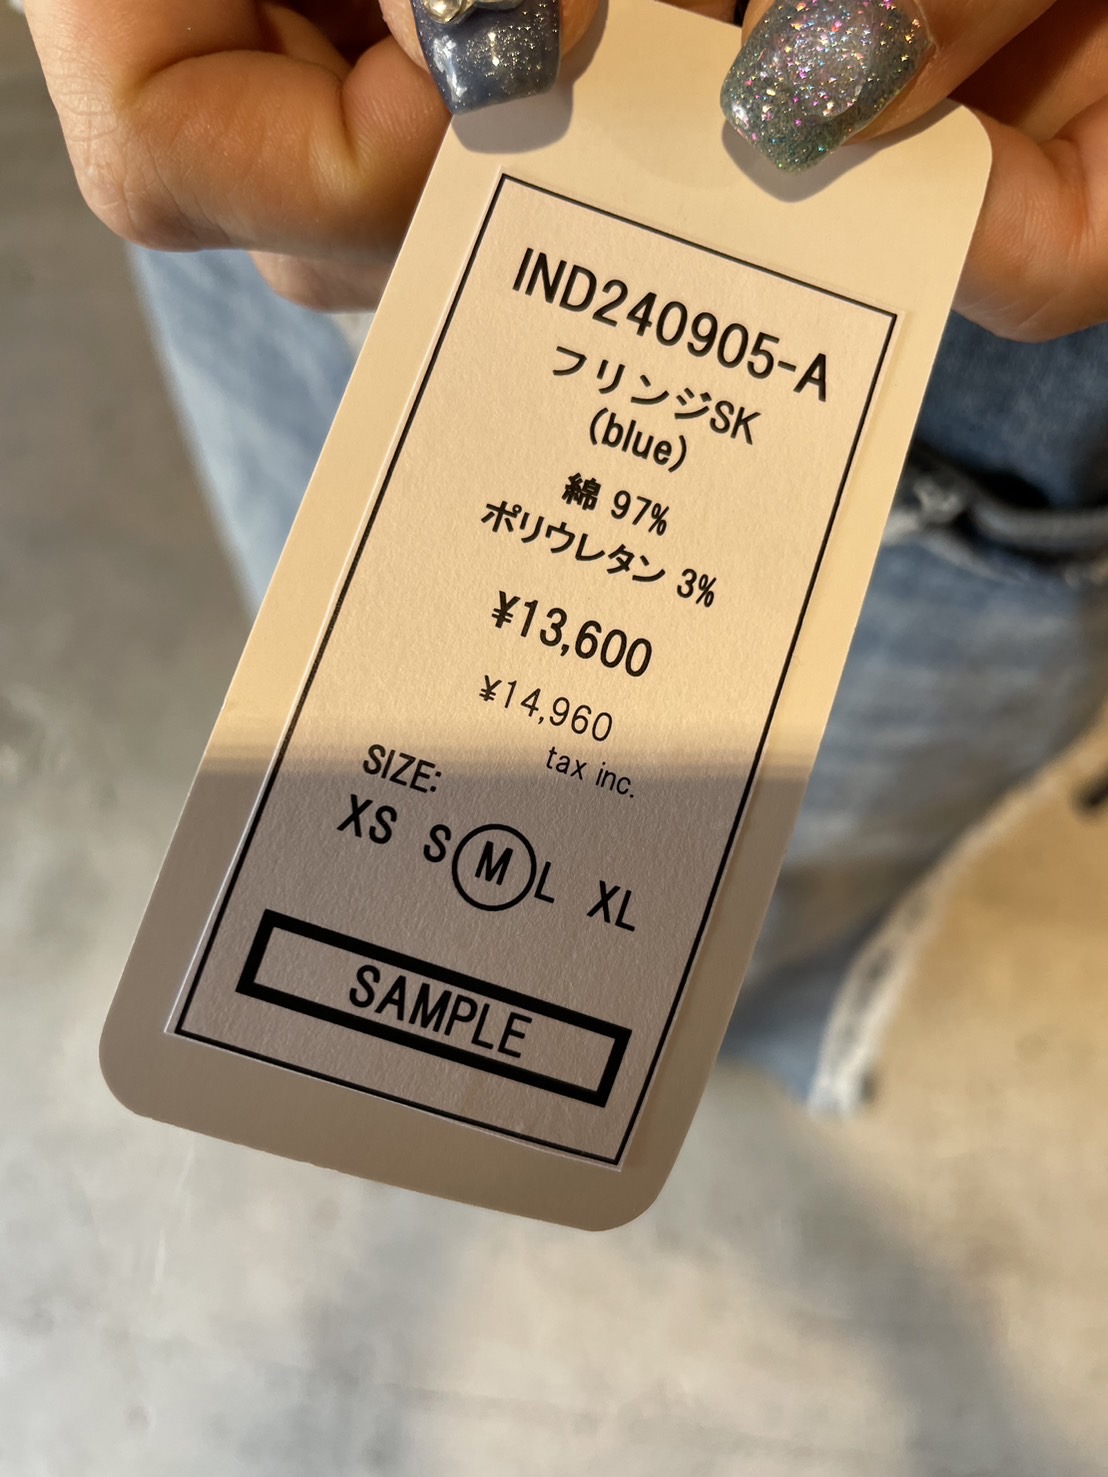 IND240905-A
フリンジSK
(blue)
綿 97%
ポリウレタン 3%
¥13,600
¥14,960
tax inc.
SIZE:
XS S M L XL
SAMPLE